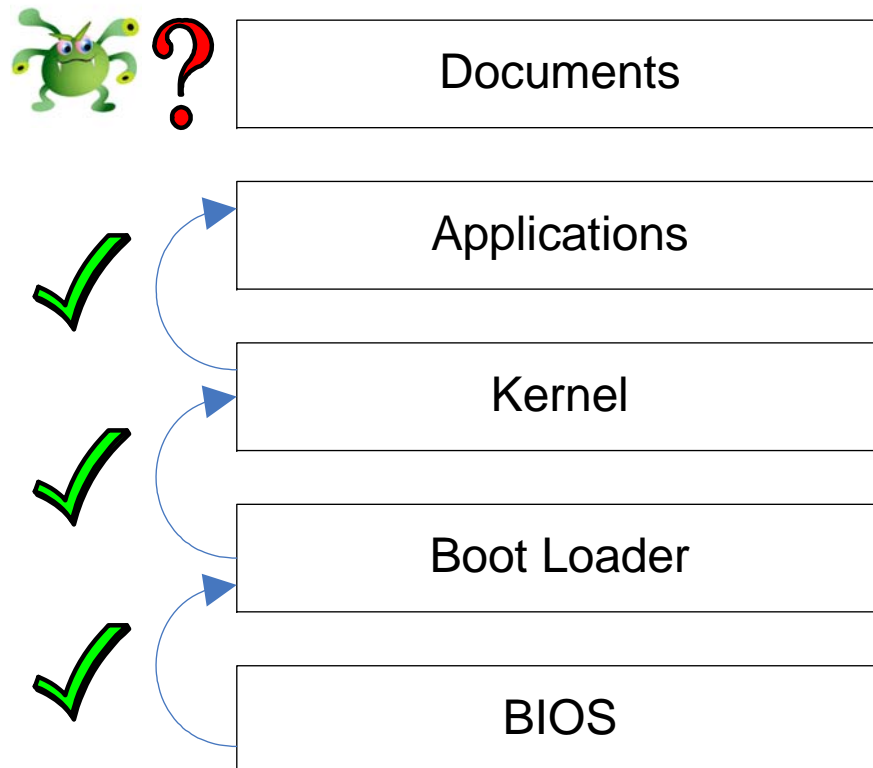 ?
Documents
Applications
Kernel
Boot Loader
BIOS